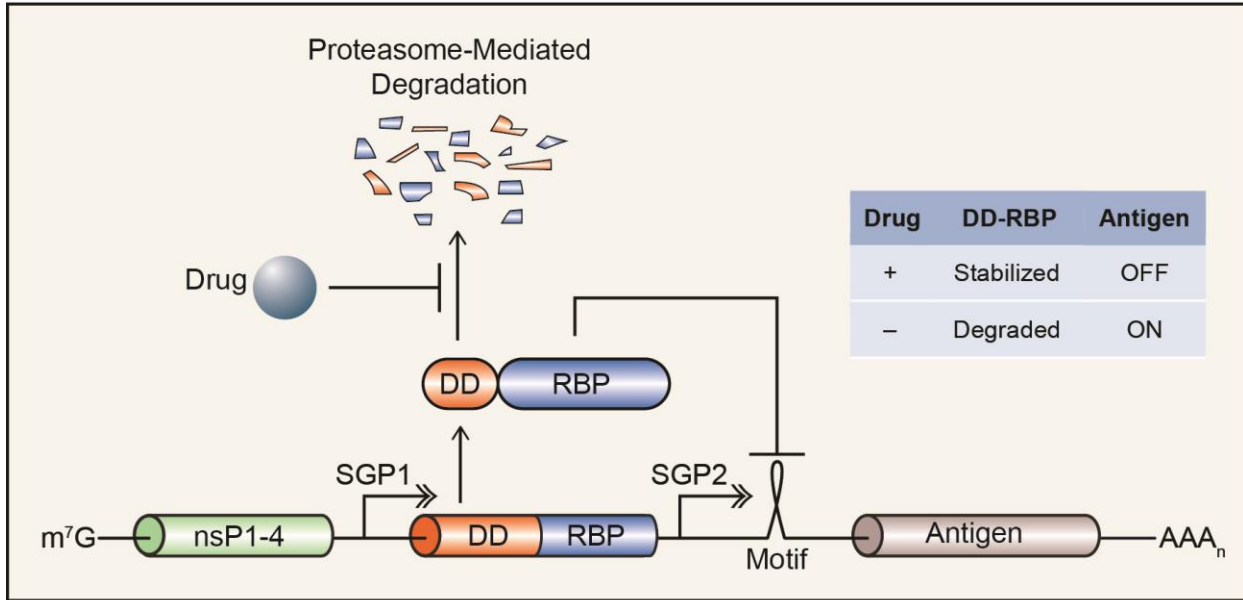 Proteasome-Mediated
Degradation
Drug DD-RBP Antigen
+ Stabilized OFF
– Degraded ON
Drug
DD RBP
SGP1 SGP2
m⁷G nsP1-4 DD RBP Motif Antigen AAAₙ